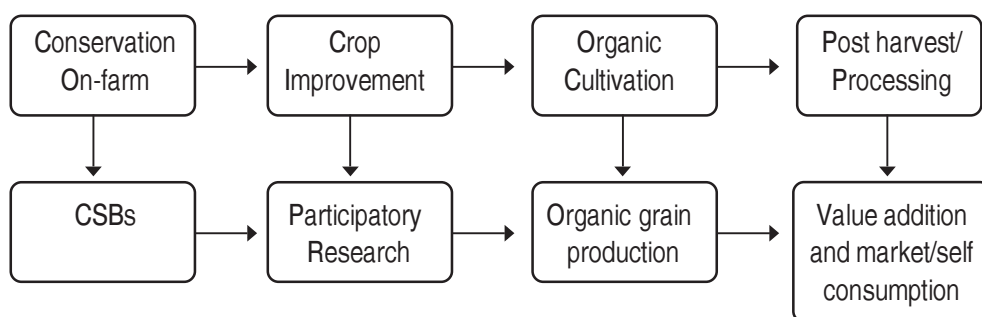 Conservation
On-farm
Crop
Improvement
Organic
Cultivation
Post harvest/
Processing
CSBs
Participatory
Research
Organic grain
production
Value addition
and market/self
consumption